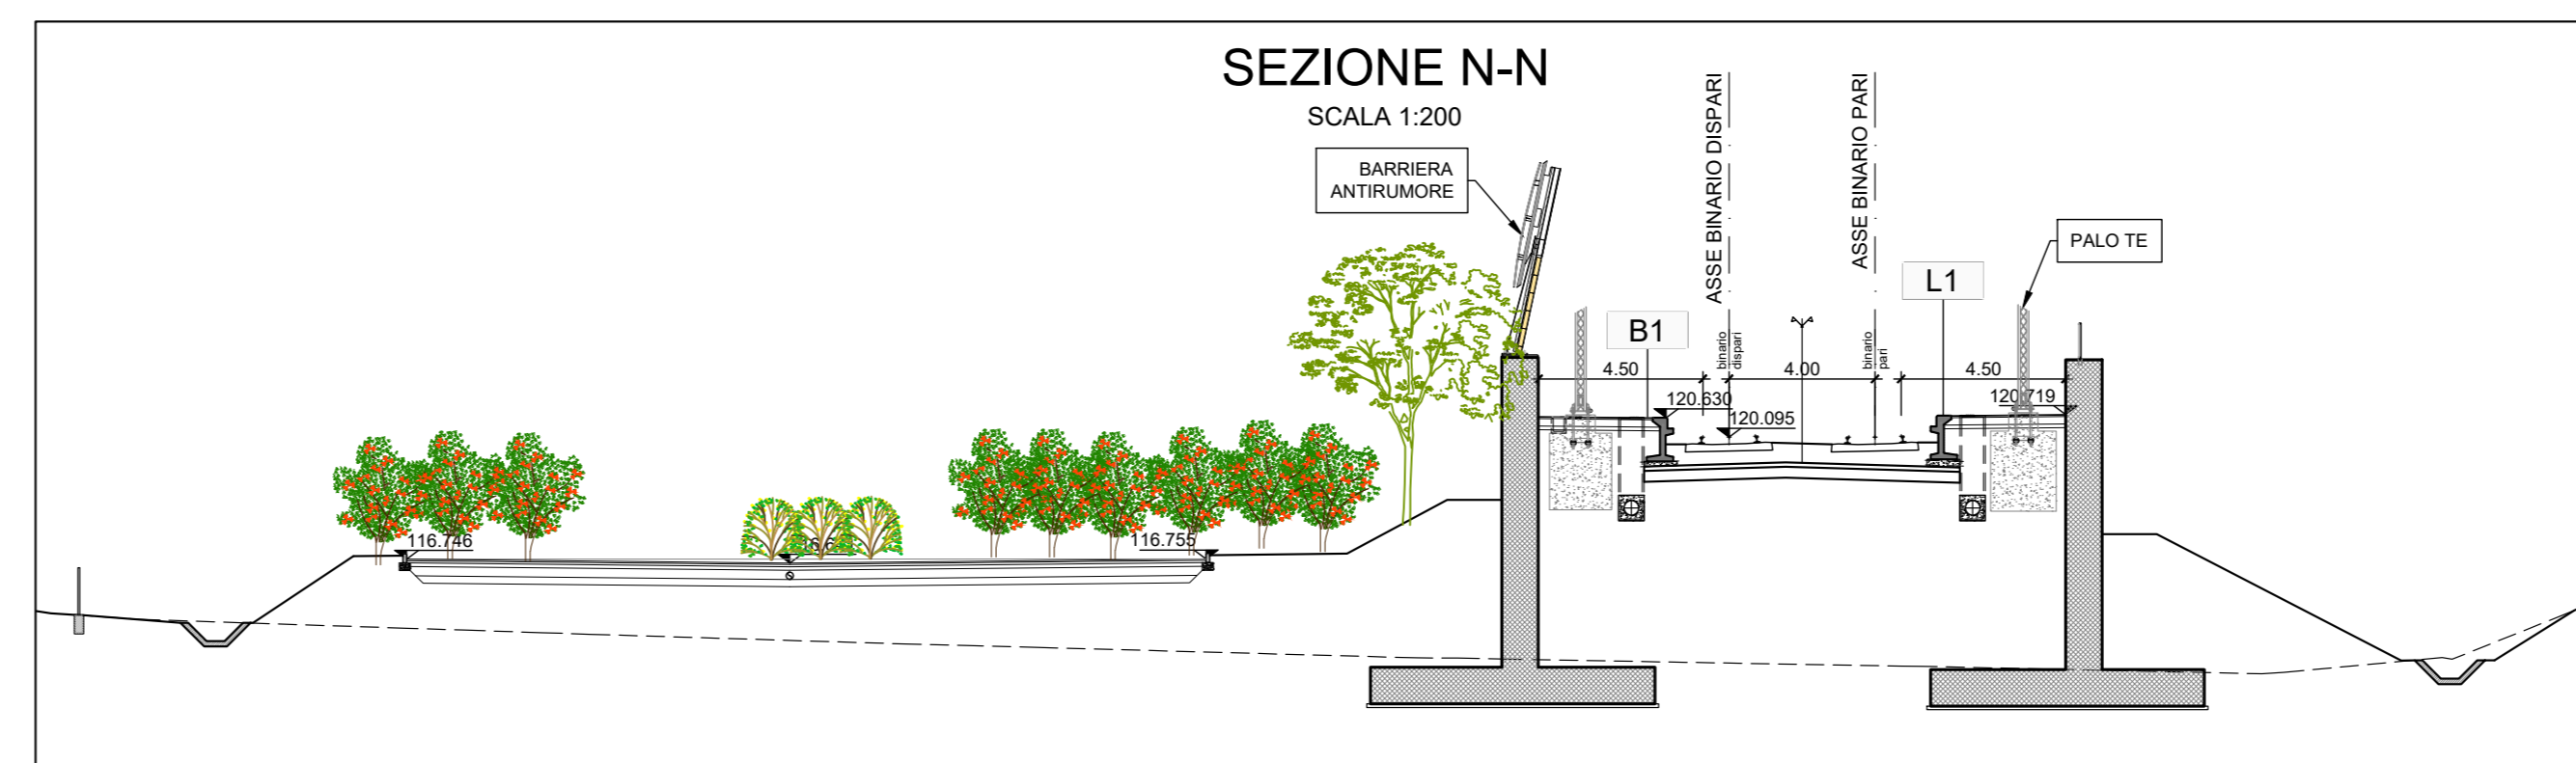 SEZIONE N-N
SCALA 1:200
BARRIERA
ANTIRUMORE
ASSE BINARIO DISPARI
ASSE BINARIO PARI
PALO TE
L1
B1
binario
dispari
binario
pari
4.50
4.00
4.50
120.630
120.719
120.095
116.746
116.755